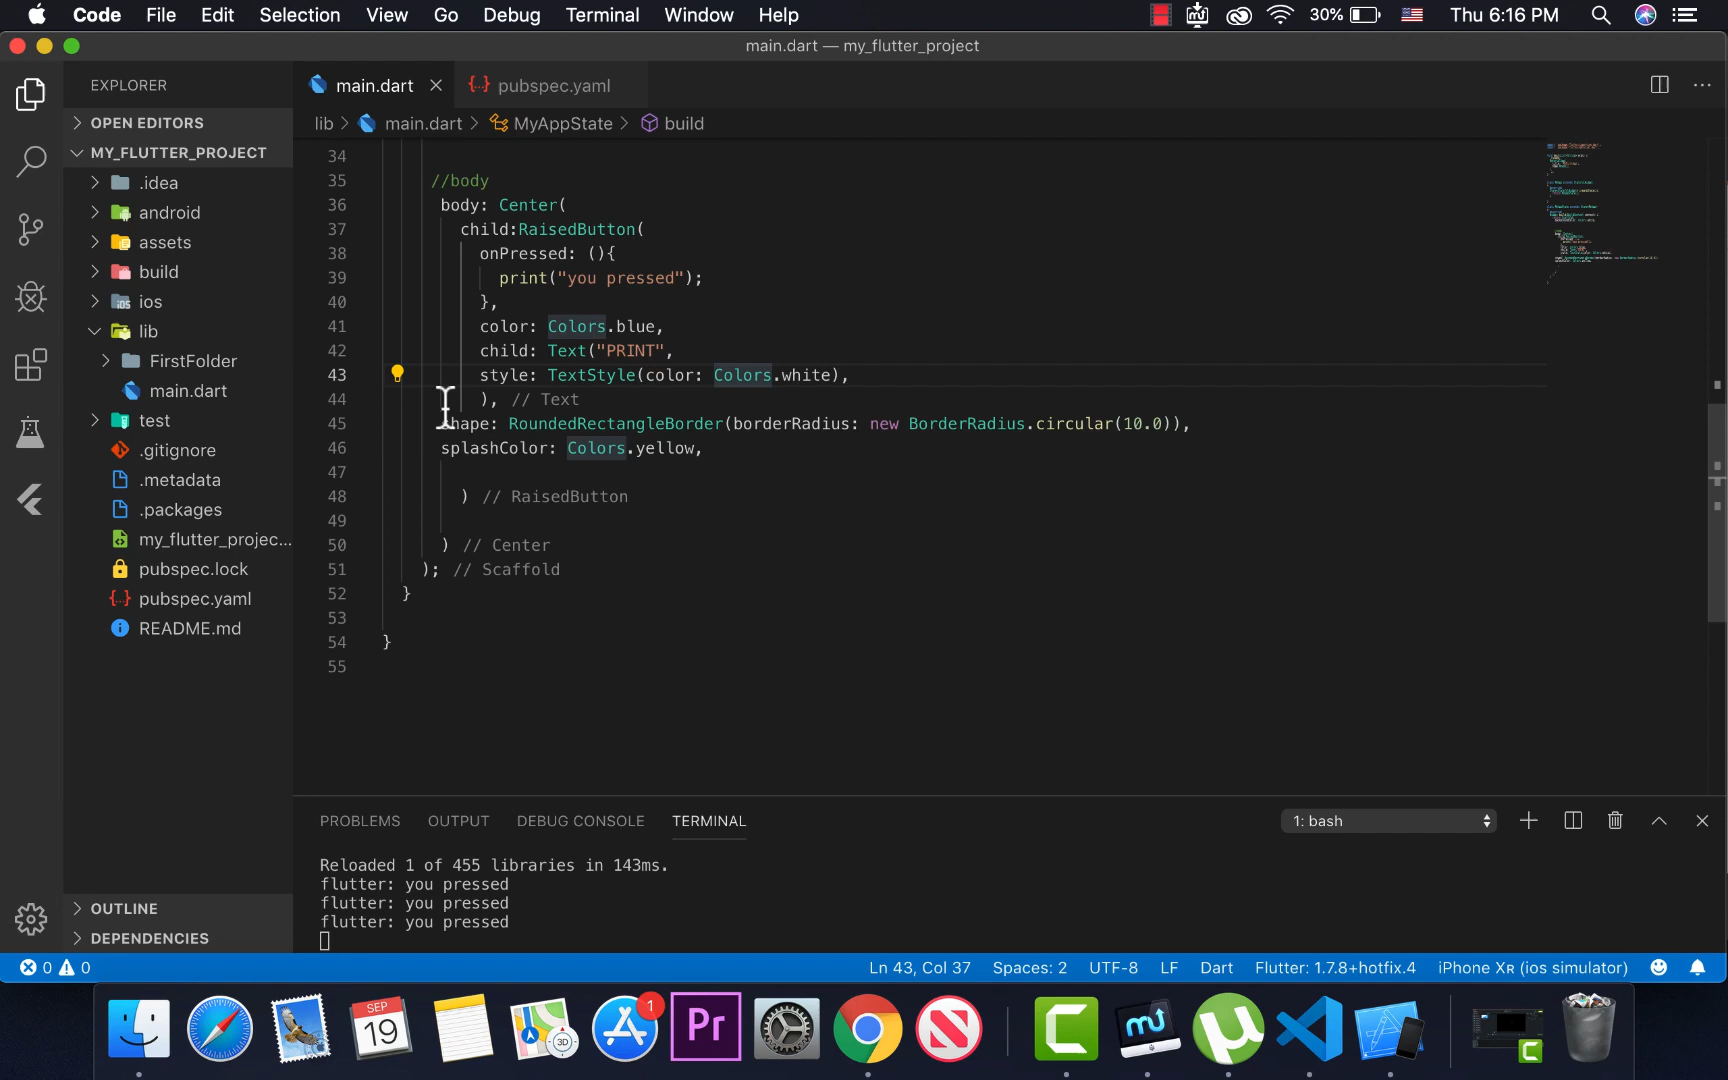 Code File Edit Selection View Go Debug Terminal Window Help 30% Thu 6:16 PM
main.dart — my_flutter_project
EXPLORER
OPEN EDITORS
MY_FLUTTER_PROJECT
.idea
android
assets
build
ios
lib
FirstFolder
main.dart
test
.gitignore
.metadata
.packages
my_flutter_projec...
pubspec.lock
pubspec.yaml
README.md
OUTLINE
DEPENDENCIES
main.dart pubspec.yaml
lib main.dart MyAppState build
34
35 //body
36 body: Center(
37 child:RaisedButton(
38 onPressed: (){
39 print("you pressed");
40 },
41 color: Colors.blue,
42 child: Text("PRINT",
43 style: TextStyle(color: Colors.white),
44 ), // Text
45 shape: RoundedRectangleBorder(borderRadius: new BorderRadius.circular(10.0)),
46 splashColor: Colors.yellow,
47
48 ) // RaisedButton
49
50 ) // Center
51 ); // Scaffold
52 }
53
54 }
55
PROBLEMS OUTPUT DEBUG CONSOLE TERMINAL 1: bash
Reloaded 1 of 455 libraries in 143ms.
flutter: you pressed
flutter: you pressed
flutter: you pressed
0 0 Ln 43, Col 37 Spaces: 2 UTF-8 LF Dart Flutter: 1.7.8+hotfix.4 iPhone XR (ios simulator)
SEP
19
3D
1
Pr